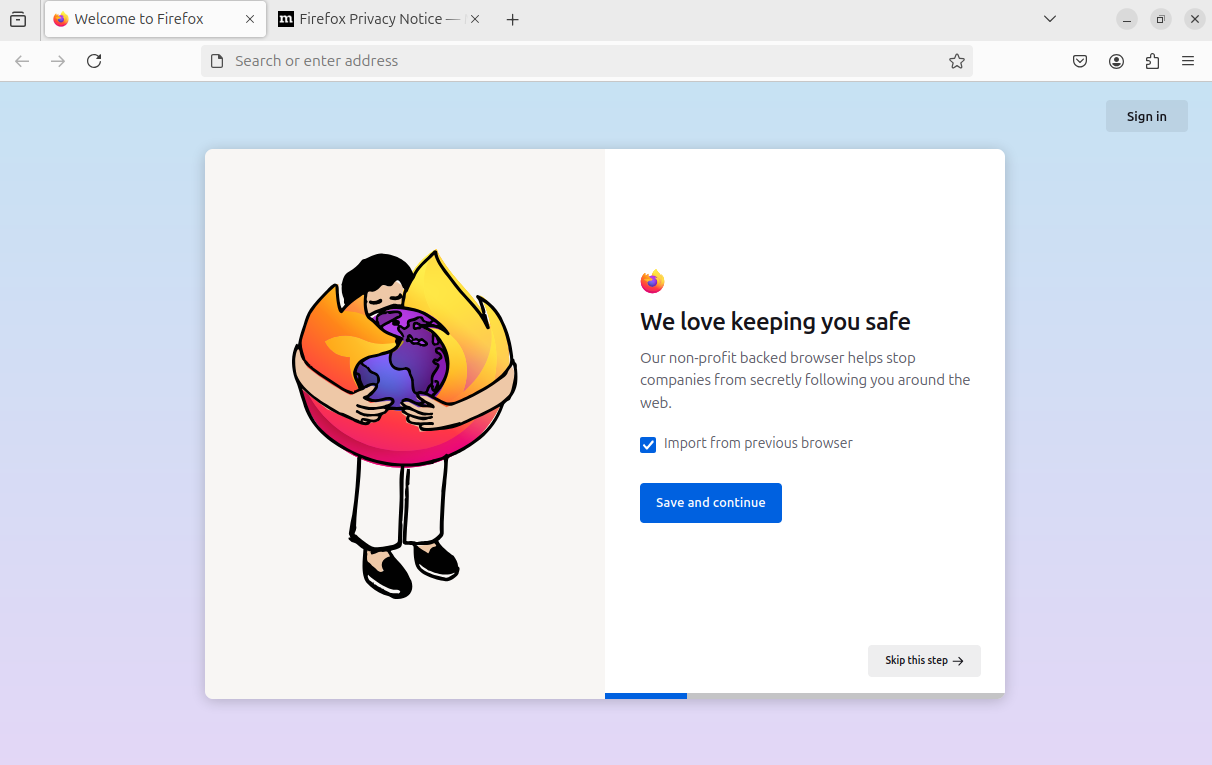 Welcome to Firefox
Firefox Privacy Notice —
Search or enter address
Sign in
We love keeping you safe
Our non-profit backed browser helps stop
companies from secretly following you around the
web.
Import from previous browser
Save and continue
Skip this step